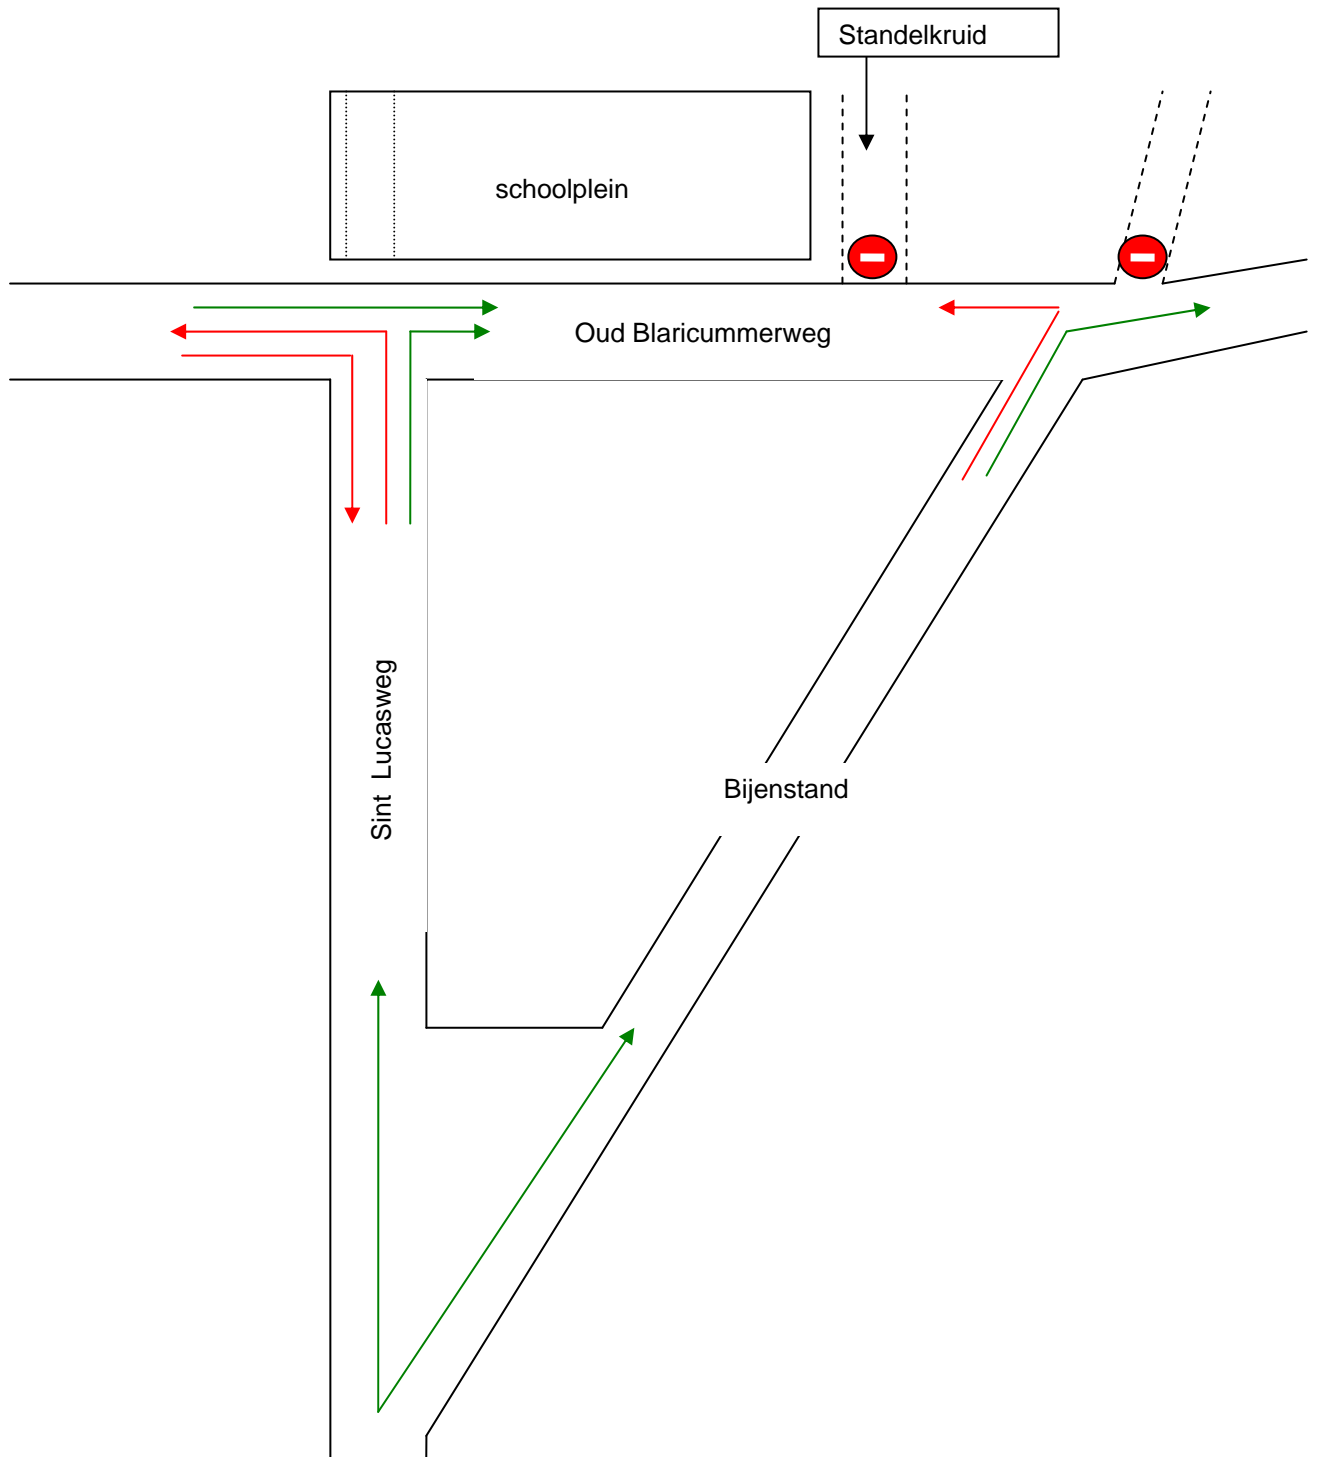 Standelkruid
schoolplein
Oud Blaricummerweg
Sint Lucasweg
Bijenstand